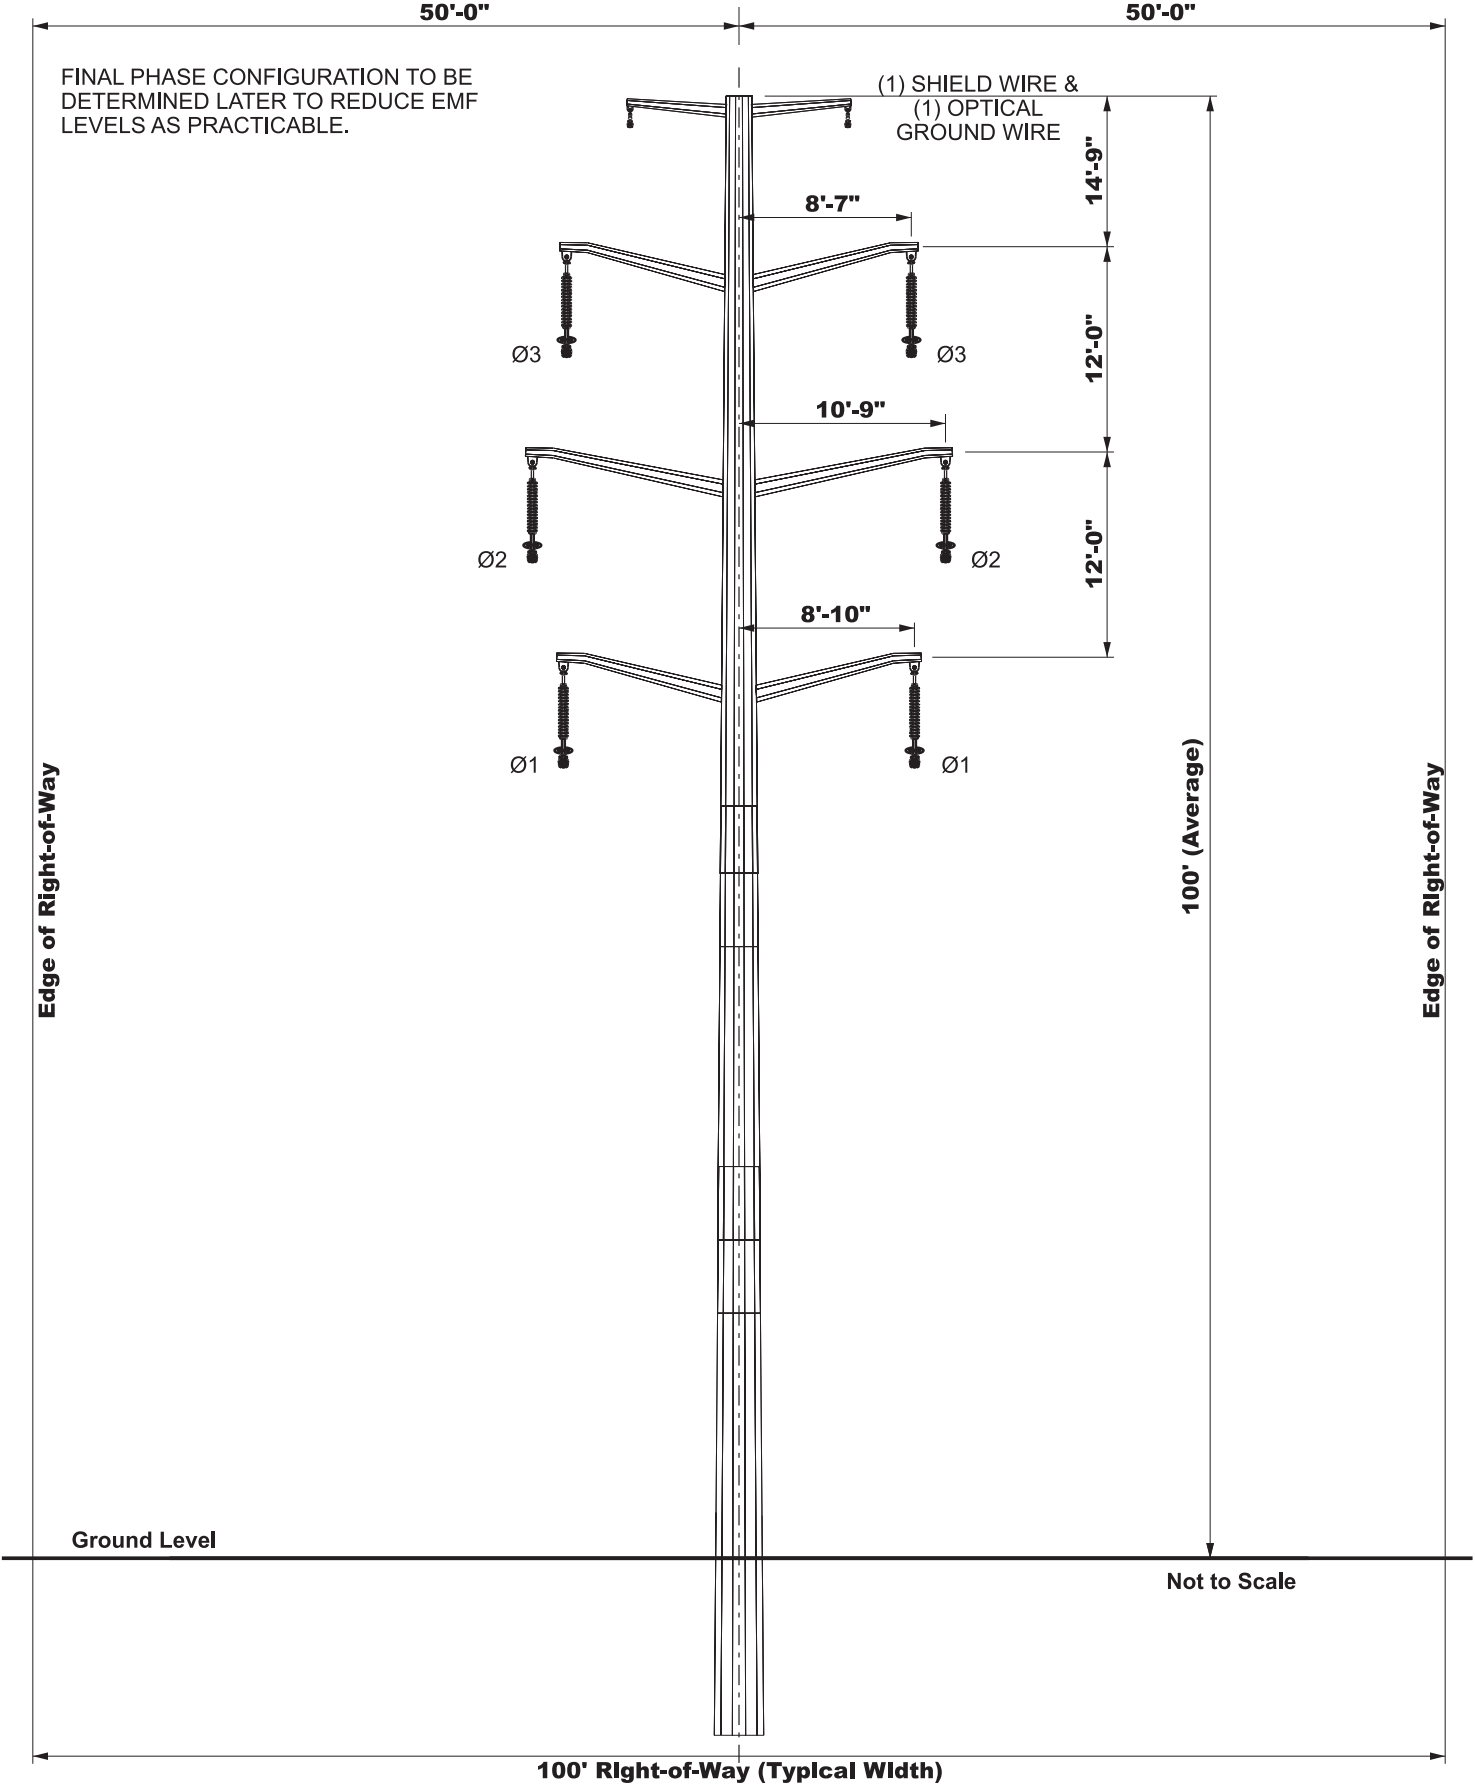 50'-0"
50'-0"
FINAL PHASE CONFIGURATION TO BE
DETERMINED LATER TO REDUCE EMF
LEVELS AS PRACTICABLE.
(1) SHIELD WIRE &
(1) OPTICAL
GROUND WIRE
14'-9"
8'-7"
12'-0"
Ø3
Ø3
10'-9"
12'-0"
Ø2
Ø2
8'-10"
Ø1
Ø1
100' (Average)
Edge of Right-of-Way
Edge of Right-of-Way
Ground Level
Not to Scale
100' Right-of-Way (Typical Width)